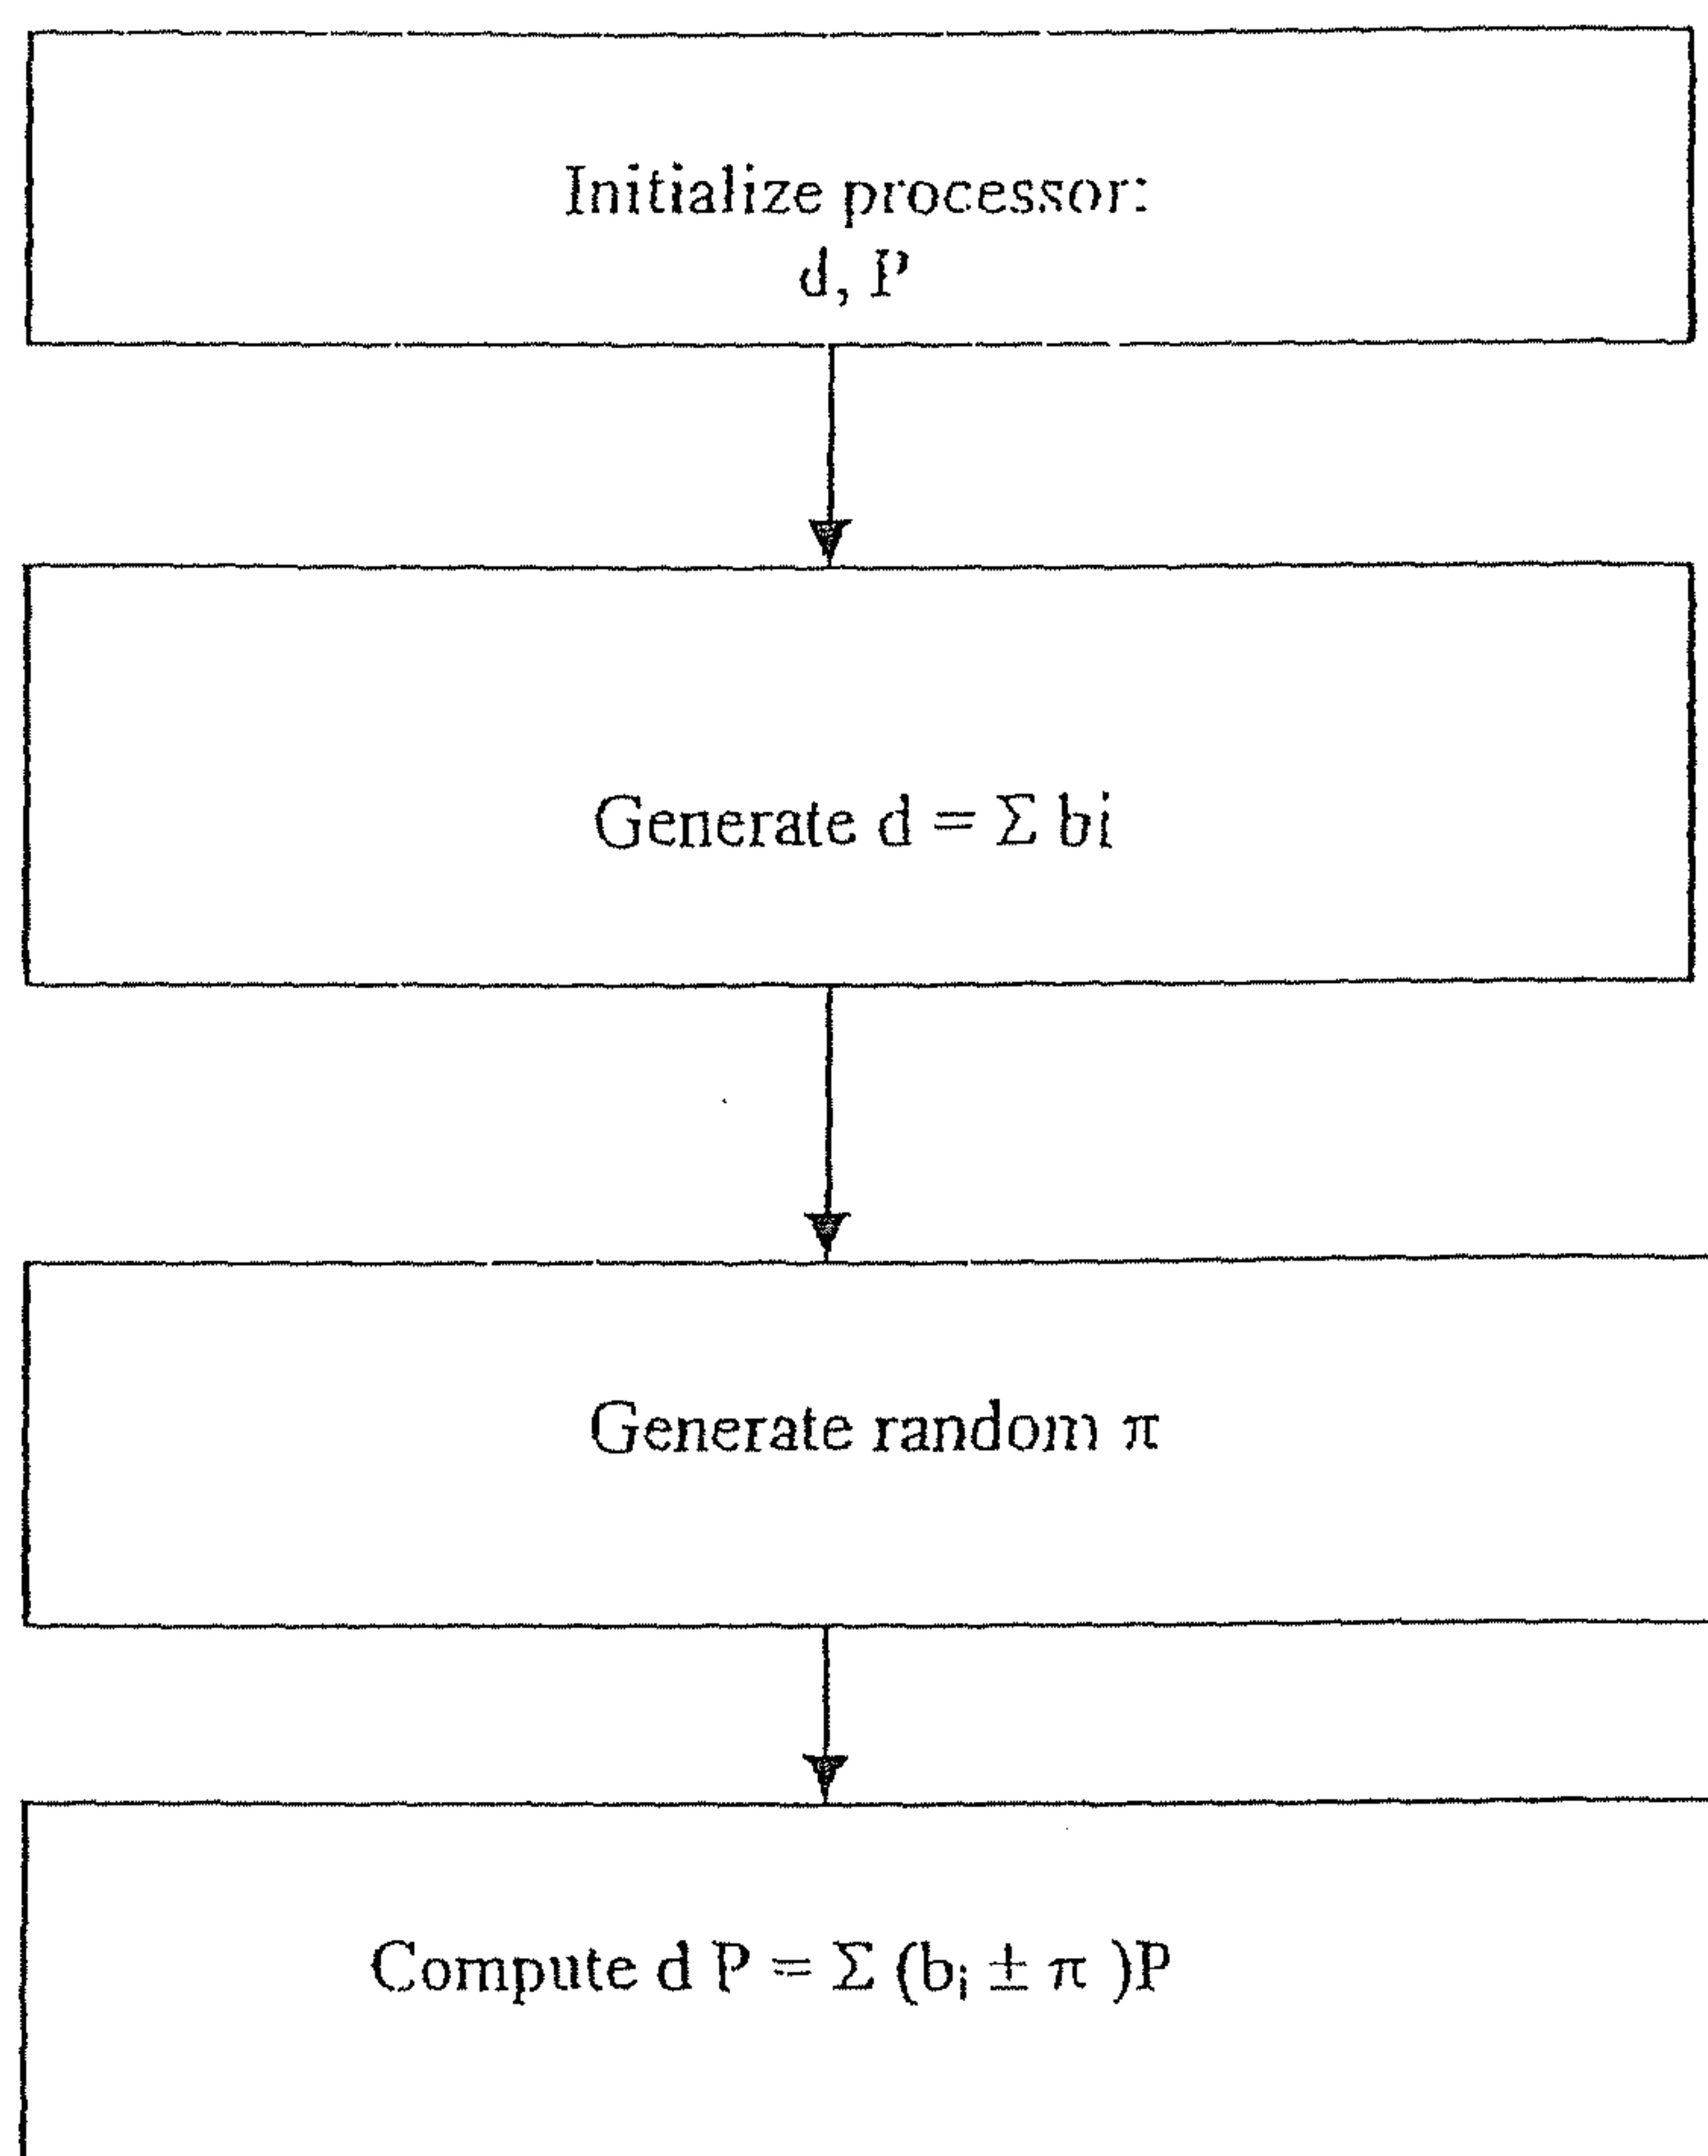 Initialize processor:
d, P
Generate d = Σ bi
Generate random π
Compute d P = Σ (bᵢ ± π )P